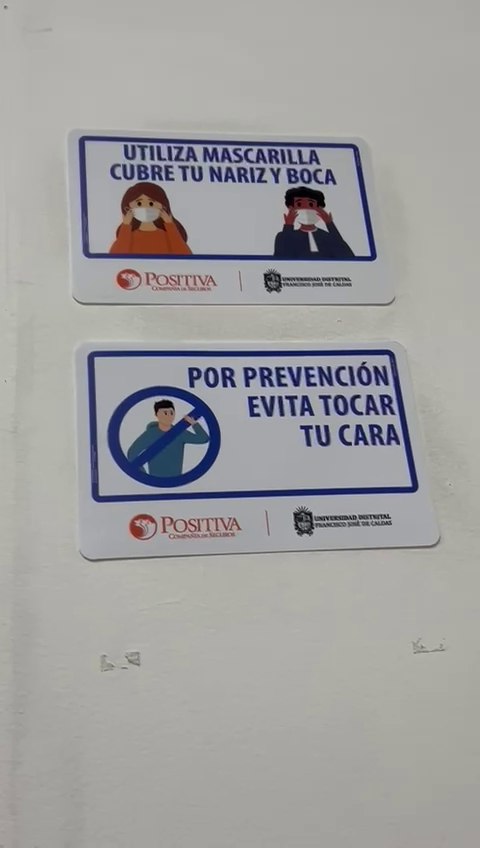 UTILIZA MASCARILLA
CUBRE TU NARIZ Y BOCA
POSITIVA
COMPAÑÍA DE SEGUROS
UNIVERSIDAD DISTRITAL
FRANCISCO JOSÉ DE CALDAS
POR PREVENCIÓN
EVITA TOCAR
TU CARA
POSITIVA
COMPAÑÍA DE SEGUROS
UNIVERSIDAD DISTRITAL
FRANCISCO JOSÉ DE CALDAS